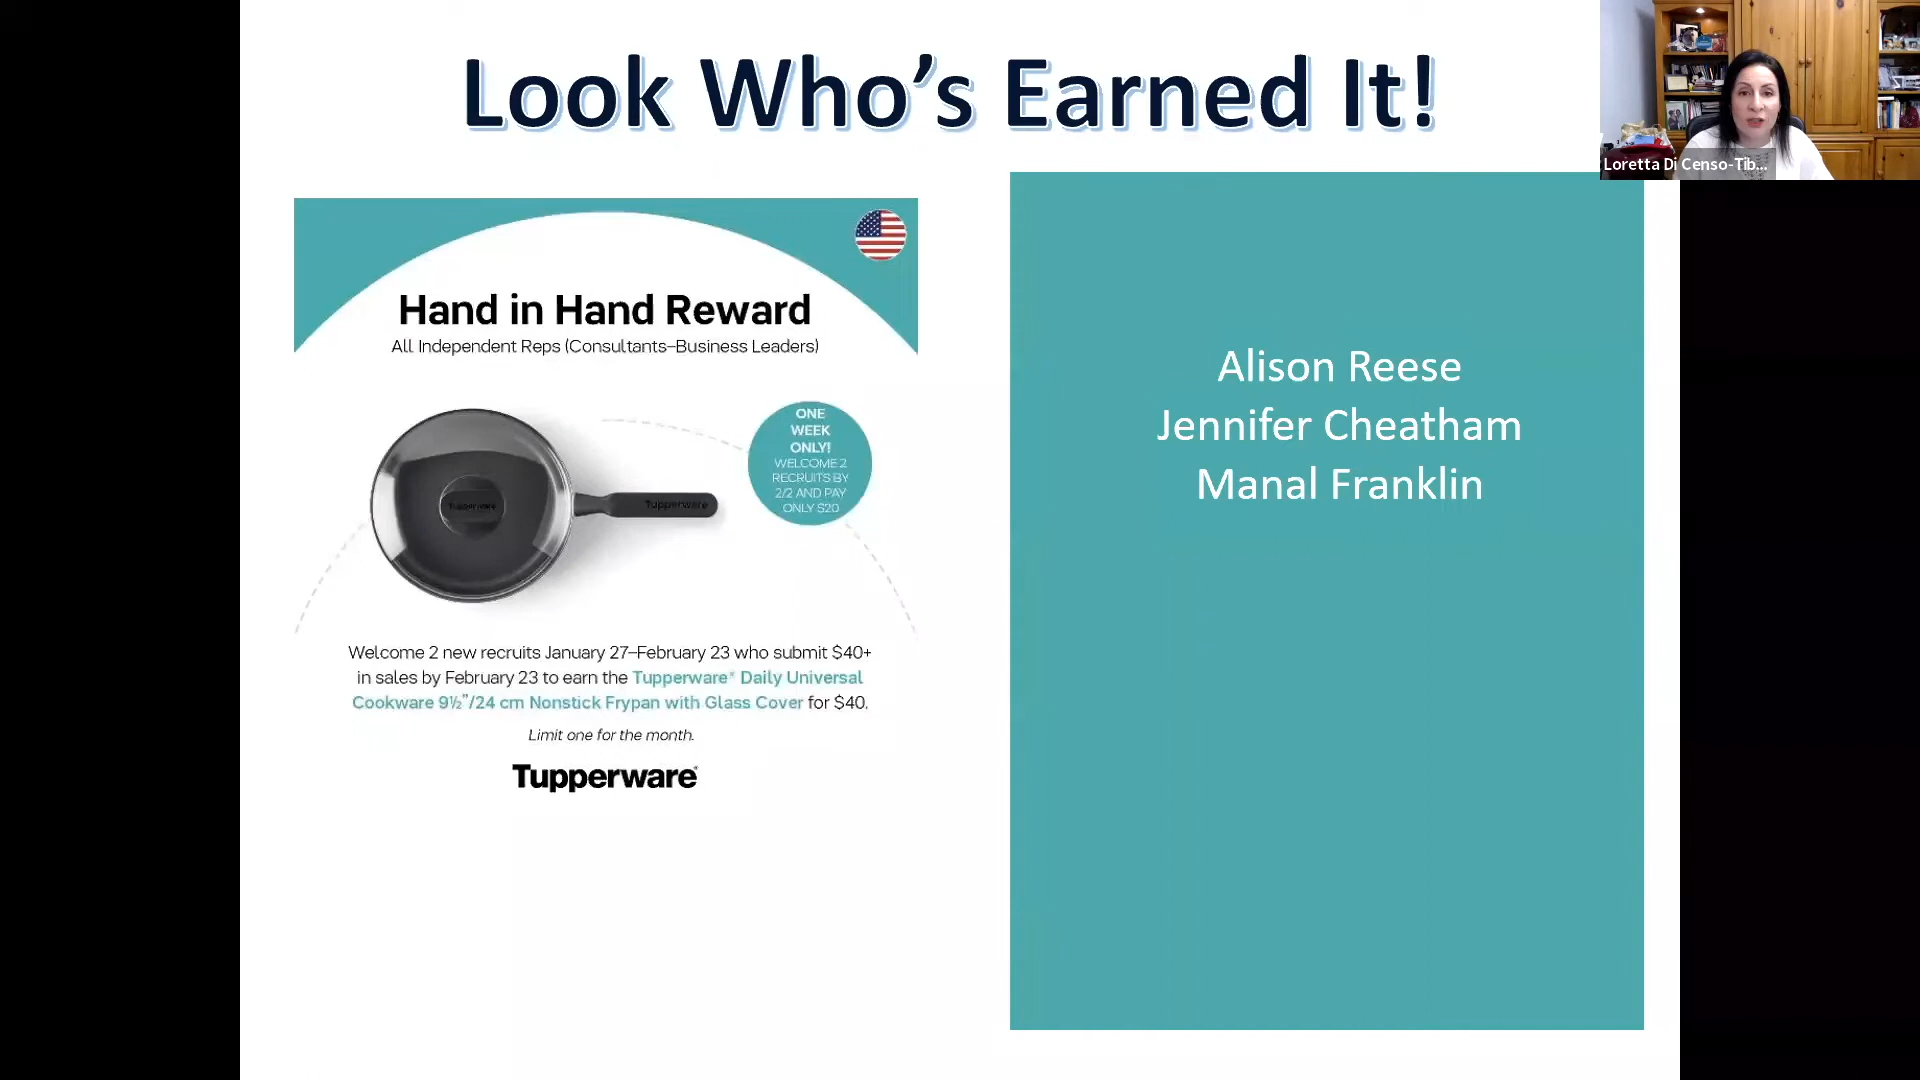 Look Who's Earned It!
Loretta Di Censo-Tib...
Hand in Hand Reward
All Independent Reps (Consultants–Business Leaders)
ONE
WEEK
ONLY!
WELCOME 2
RECRUITS BY
2/2 AND PAY
ONLY $20
Tupperware
Tupperware
Welcome 2 new recruits January 27–February 23 who submit $40+
in sales by February 23 to earn the Tupperware® Daily Universal
Cookware 9½"/24 cm Nonstick Frypan with Glass Cover for $40.
Limit one for the month.
Tupperware®
Alison Reese
Jennifer Cheatham
Manal Franklin